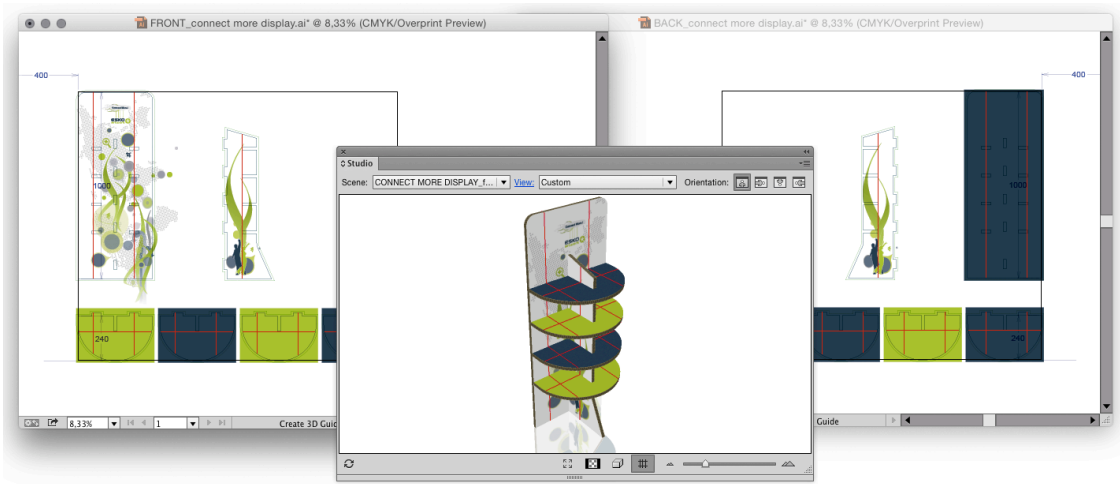 FRONT_connect more display.ai* @ 8,33% (CMYK/Overprint Preview)
BACK_connect more display.ai* @ 8,33% (CMYK/Overprint Preview)
400
400
ESKO
1000
1000
240
240
Studio
Scene:
CONNECT MORE DISPLAY_f...
View:
Custom
Orientation:
ESKO
8,33%
1
Create 3D Guid
Guide